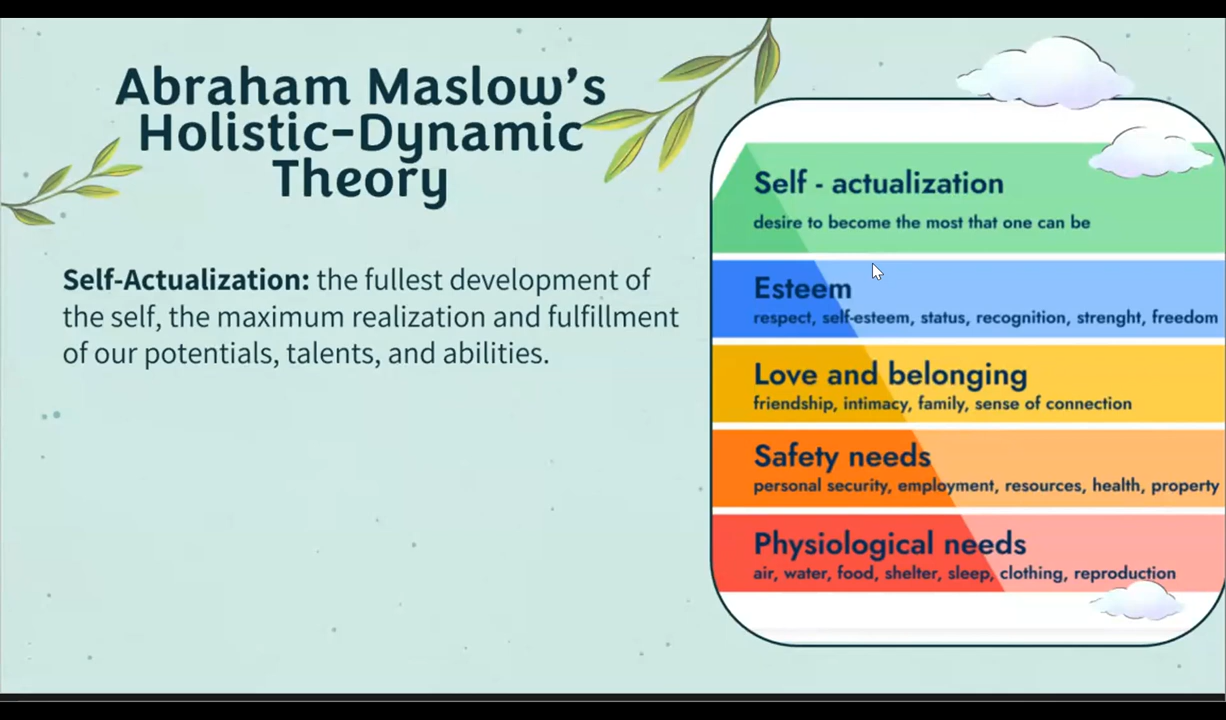 Abraham Maslow's
Holistic-Dynamic
Theory
Self-Actualization: the fullest development of
the self, the maximum realization and fulfillment
of our potentials, talents, and abilities.
Self - actualization
desire to become the most that one can be
Esteem
respect, self-esteem, status, recognition, strenght, freedom
Love and belonging
friendship, intimacy, family, sense of connection
Safety needs
personal security, employment, resources, health, property
Physiological needs
air, water, food, shelter, sleep, clothing, reproduction